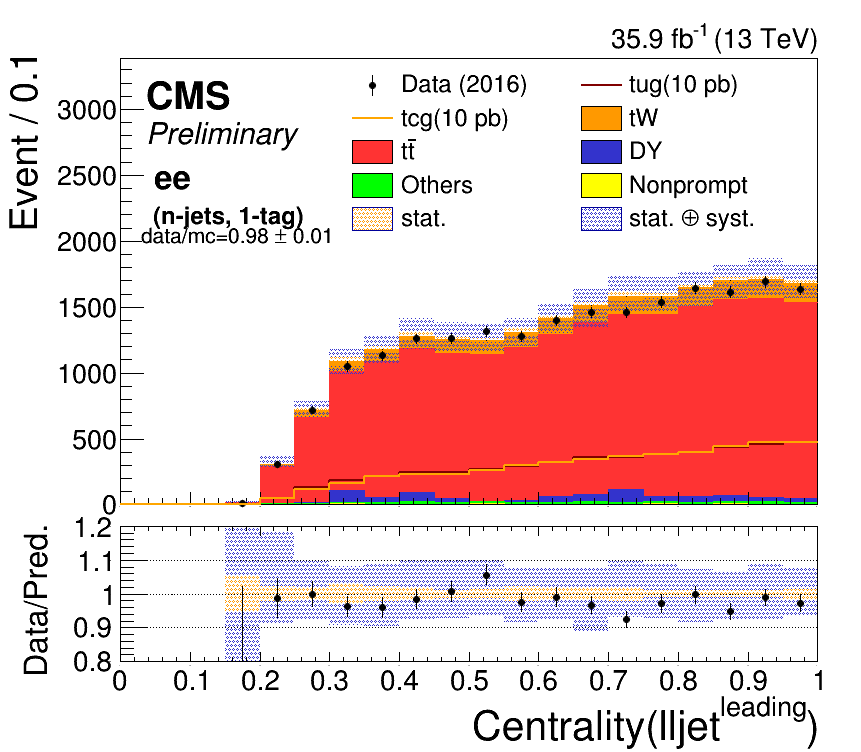 35.9 fb⁻¹ (13 TeV)
Event / 0.1
3000
2500
2000
1500
1000
500
0
CMS
Preliminary
ee
(n-jets, 1-tag)
data/mc=0.98 ± 0.01
Data (2016)
tug(10 pb)
tcg(10 pb)
tW
tt̄
DY
Others
Nonprompt
stat.
stat. ⊕ syst.
Data/Pred.
1.2
1.1
1
0.9
0.8
0 0.1 0.2 0.3 0.4 0.5 0.6 0.7 0.8 0.9 1
Centrality(lljet^leading)